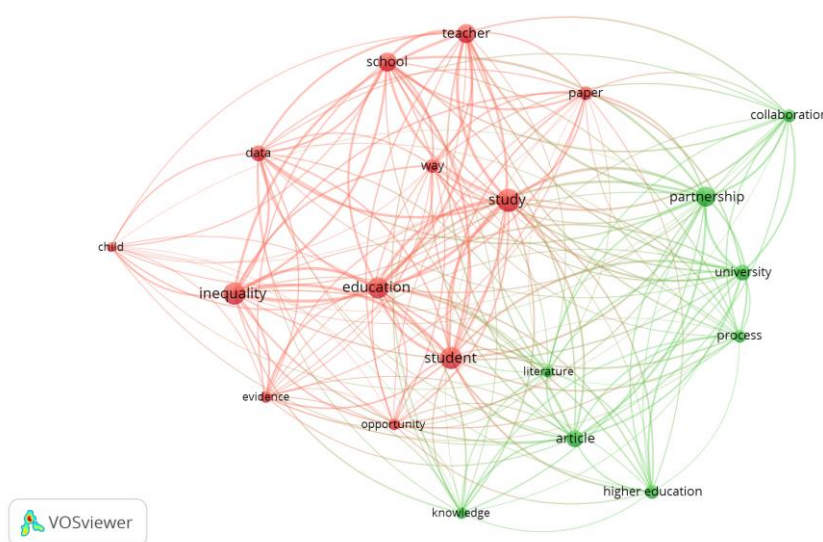 teacher
school
paper
collaboration
data
way
study
partnership
child
university
inequality
education
process
student
literature
evidence
opportunity
article
higher education
knowledge
VOSviewer